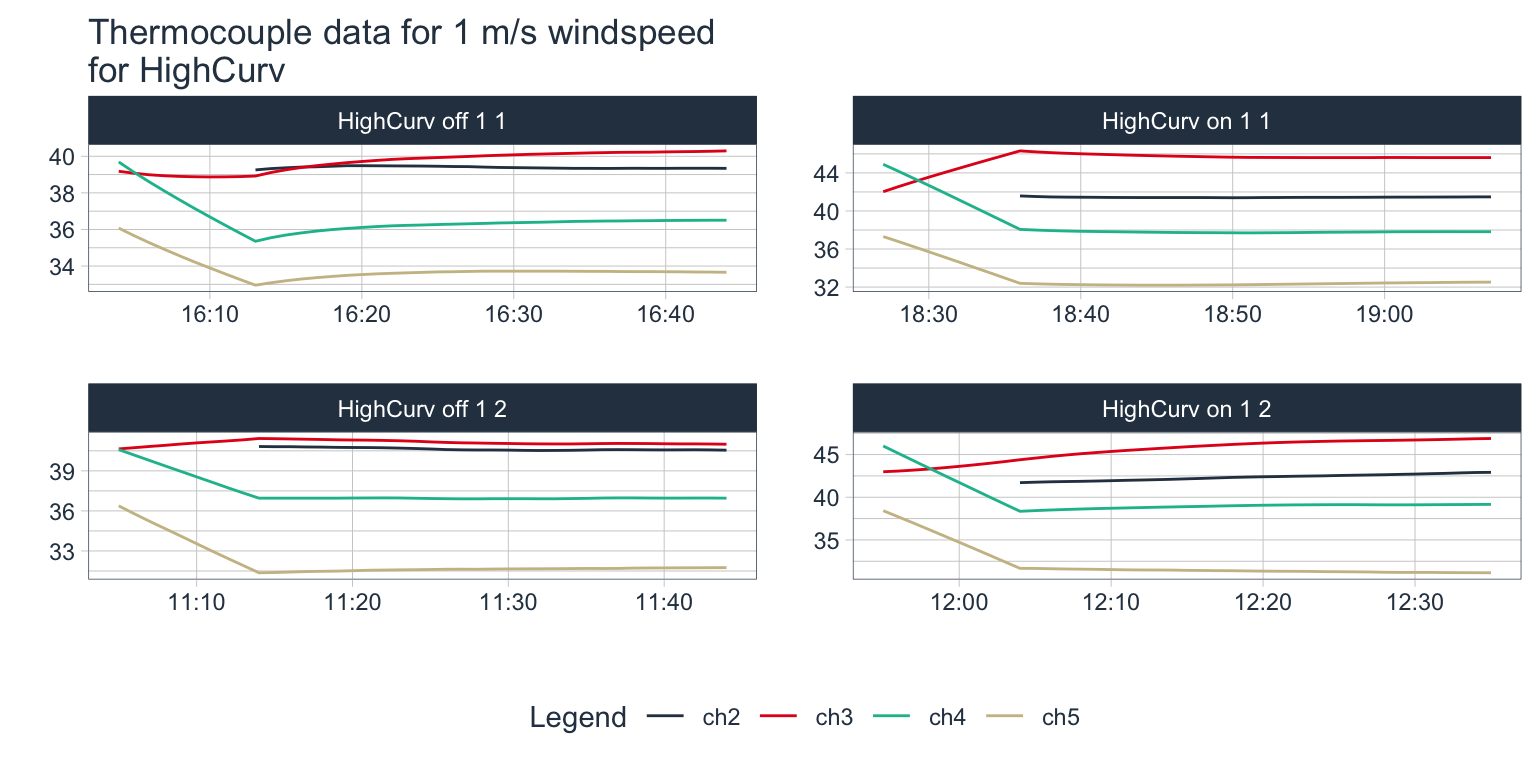 Thermocouple data for 1 m/s windspeed
for HighCurv
HighCurv off 1 1
40
38
36
34
16:10 16:20 16:30 16:40
HighCurv on 1 1
44
40
36
32
18:30 18:40 18:50 19:00
HighCurv off 1 2
39
36
33
11:10 11:20 11:30 11:40
HighCurv on 1 2
45
40
35
12:00 12:10 12:20 12:30
Legend ch2 ch3 ch4 ch5